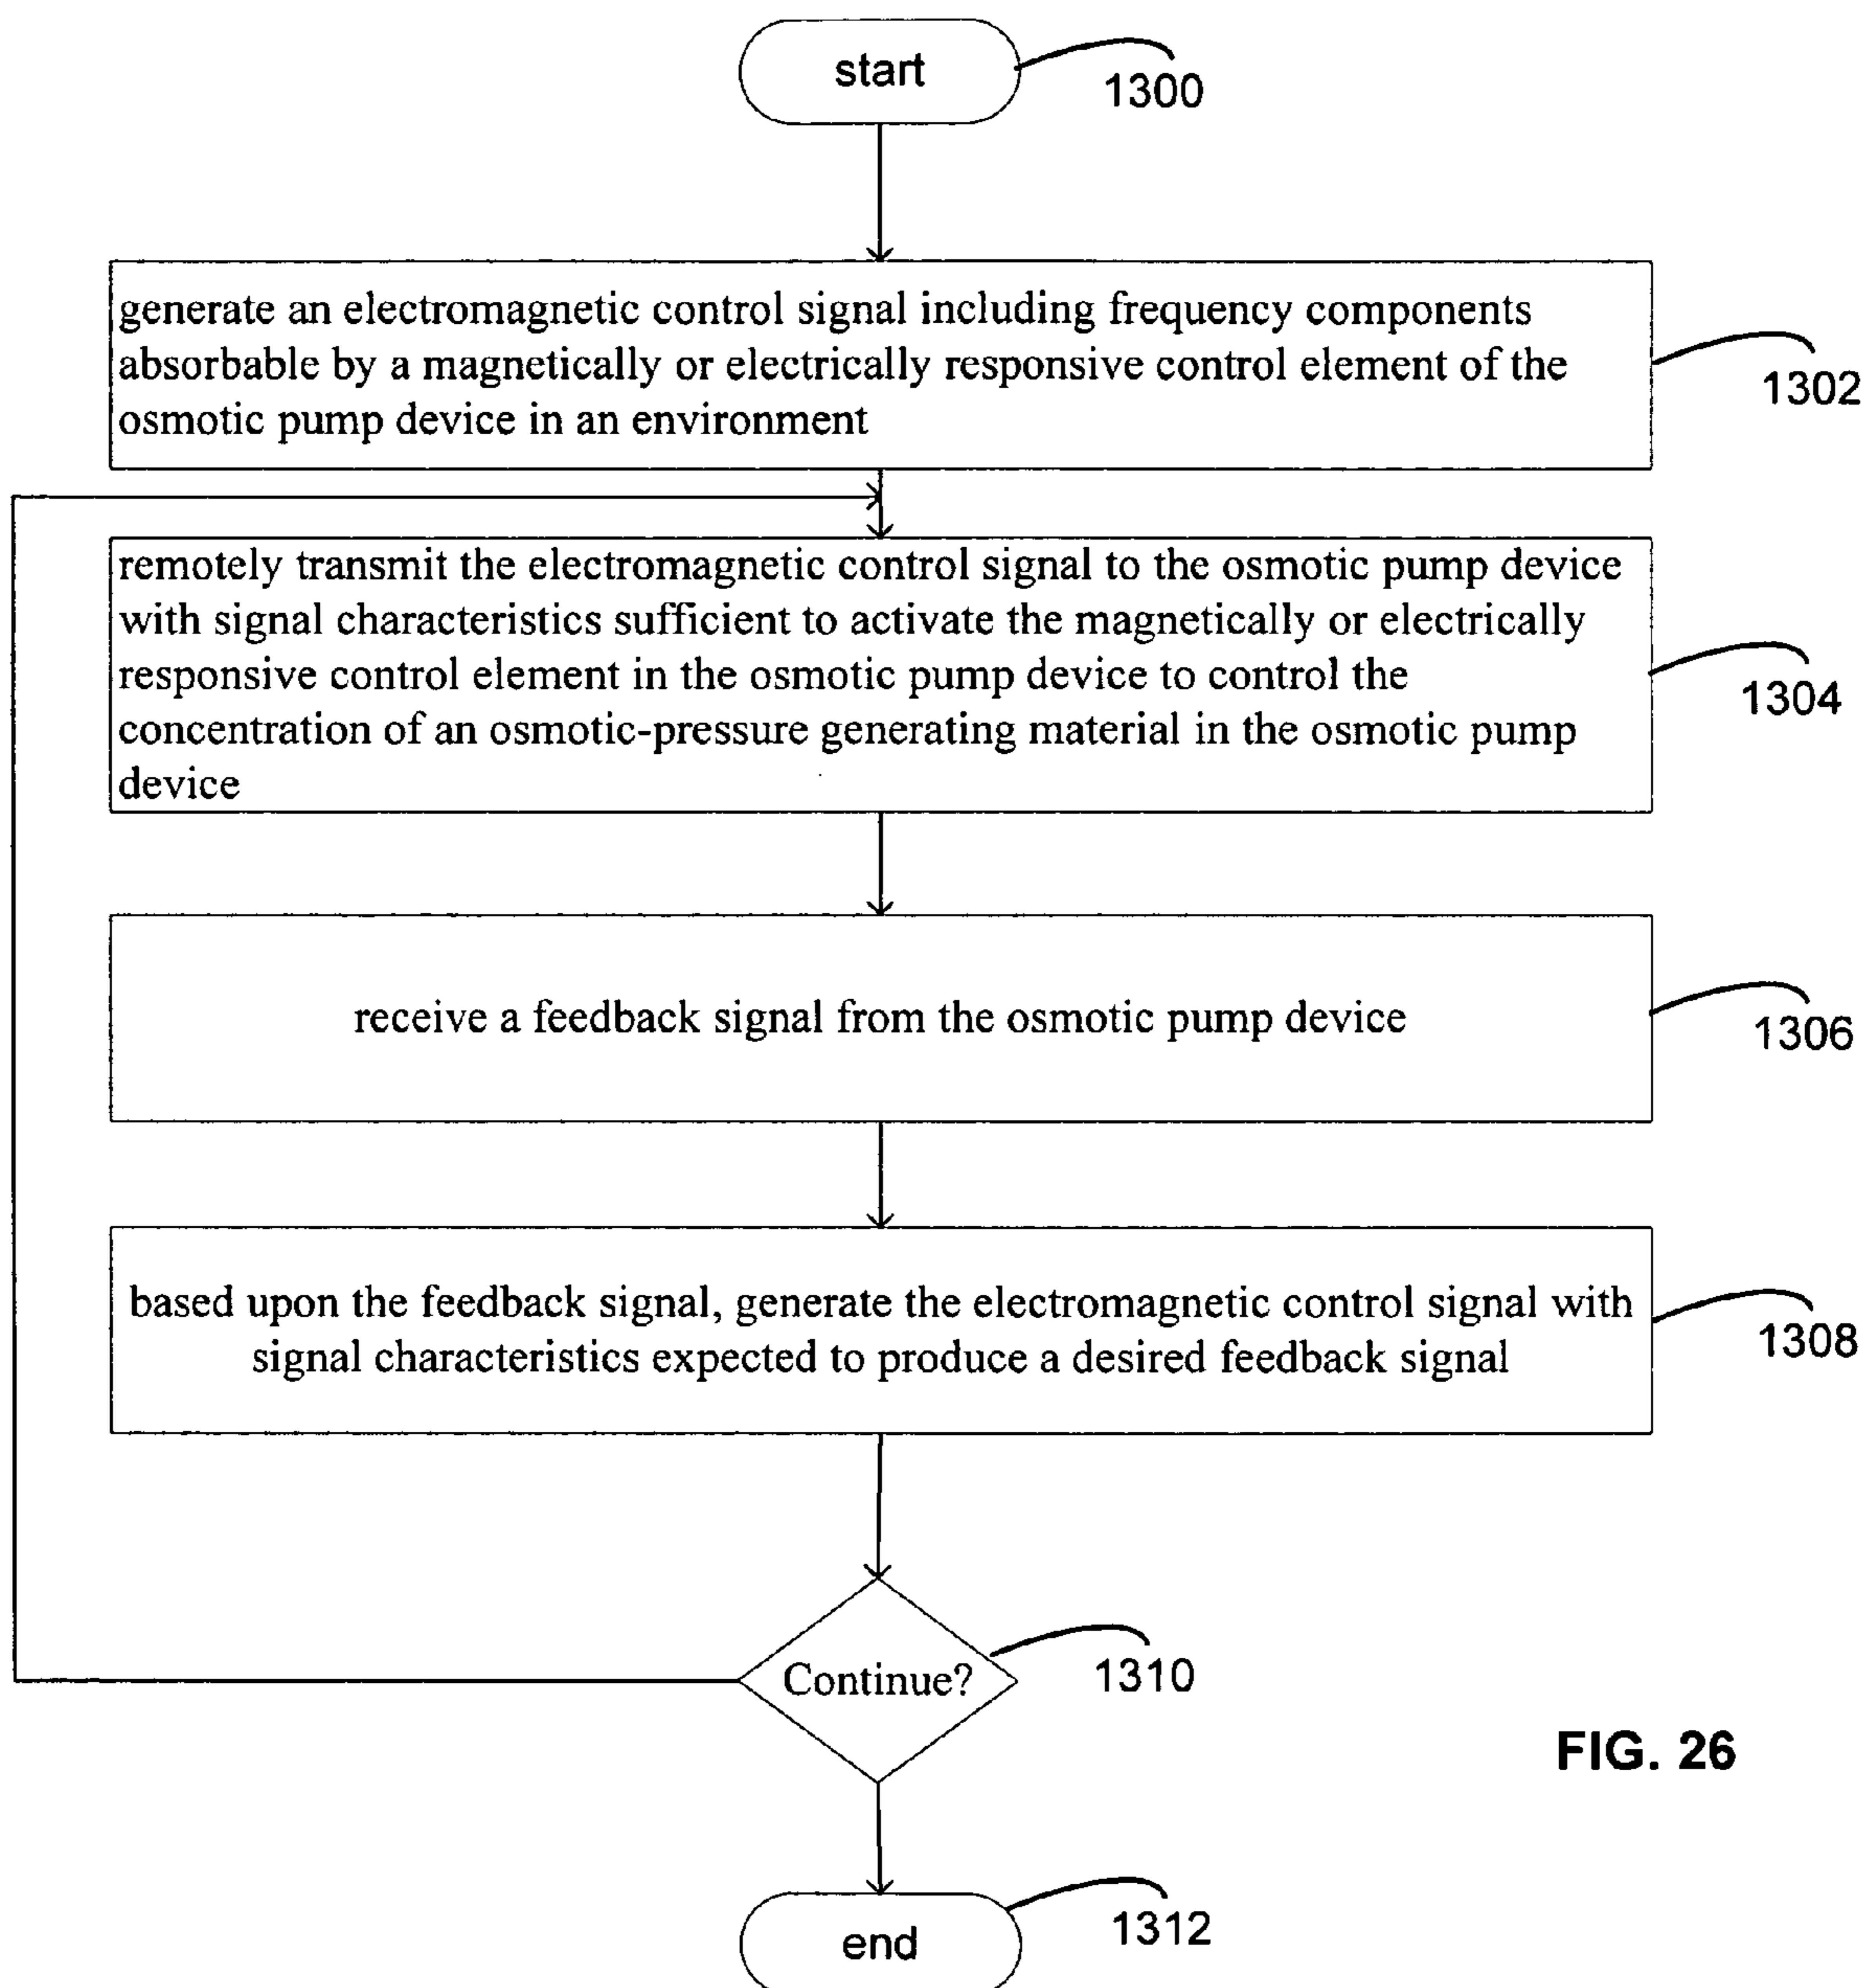 start
1300
generate an electromagnetic control signal including frequency components
absorbable by a magnetically or electrically responsive control element of the
osmotic pump device in an environment
1302
remotely transmit the electromagnetic control signal to the osmotic pump device
with signal characteristics sufficient to activate the magnetically or electrically
responsive control element in the osmotic pump device to control the
concentration of an osmotic-pressure generating material in the osmotic pump
device
1304
receive a feedback signal from the osmotic pump device
1306
based upon the feedback signal, generate the electromagnetic control signal with
signal characteristics expected to produce a desired feedback signal
1308
Continue?
1310
FIG. 26
end
1312